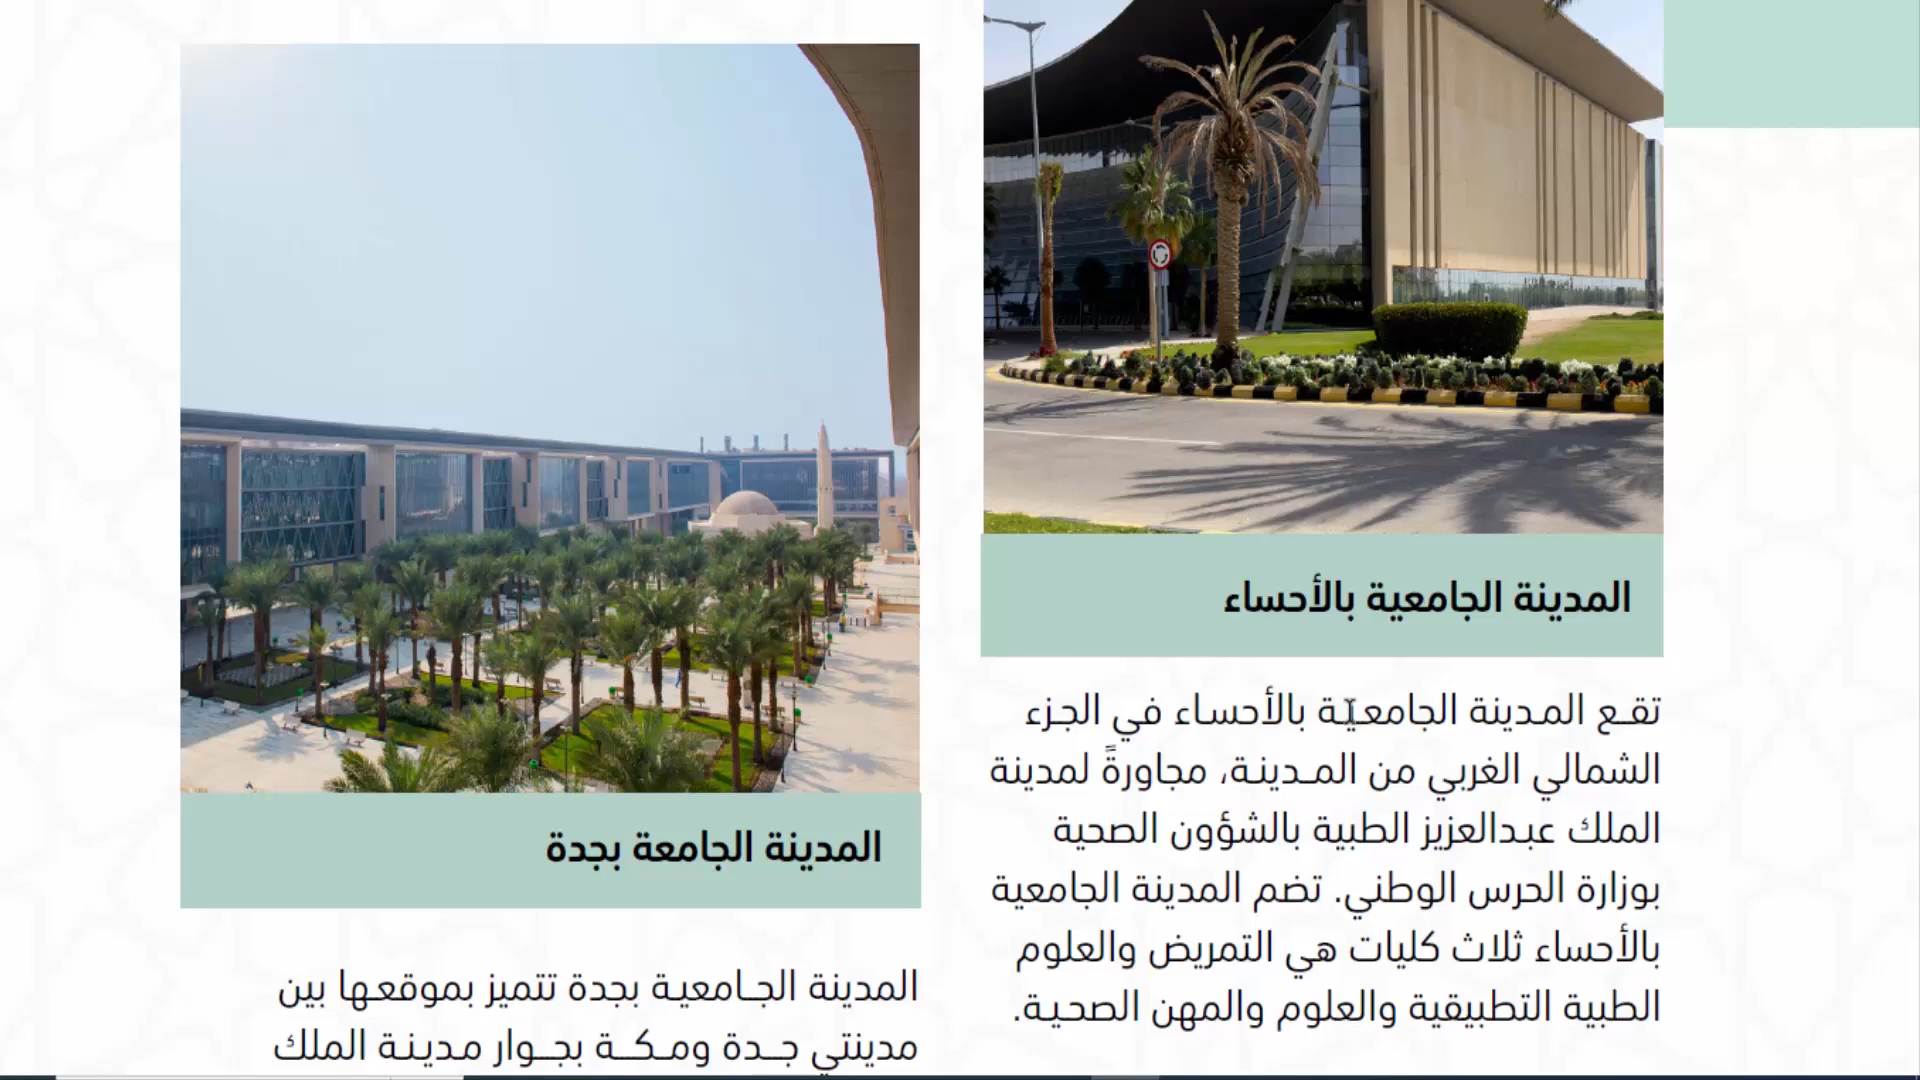 المدينة الجامعية بالأحساء
تقع المدينة الجامعية بالأحساء في الجزء
الشمالي الغربي من المدينة، مجاورةً لمدينة
الملك عبدالعزيز الطبية بالشؤون الصحية
بوزارة الحرس الوطني. تضم المدينة الجامعية
بالأحساء ثلاث كليات هي التمريض والعلوم
الطبية التطبيقية والعلوم والمهن الصحية.
المدينة الجامعة بجدة
المدينة الجامعية بجدة تتميز بموقعها بين
مدينتي جدة ومكة بجوار مدينة الملك